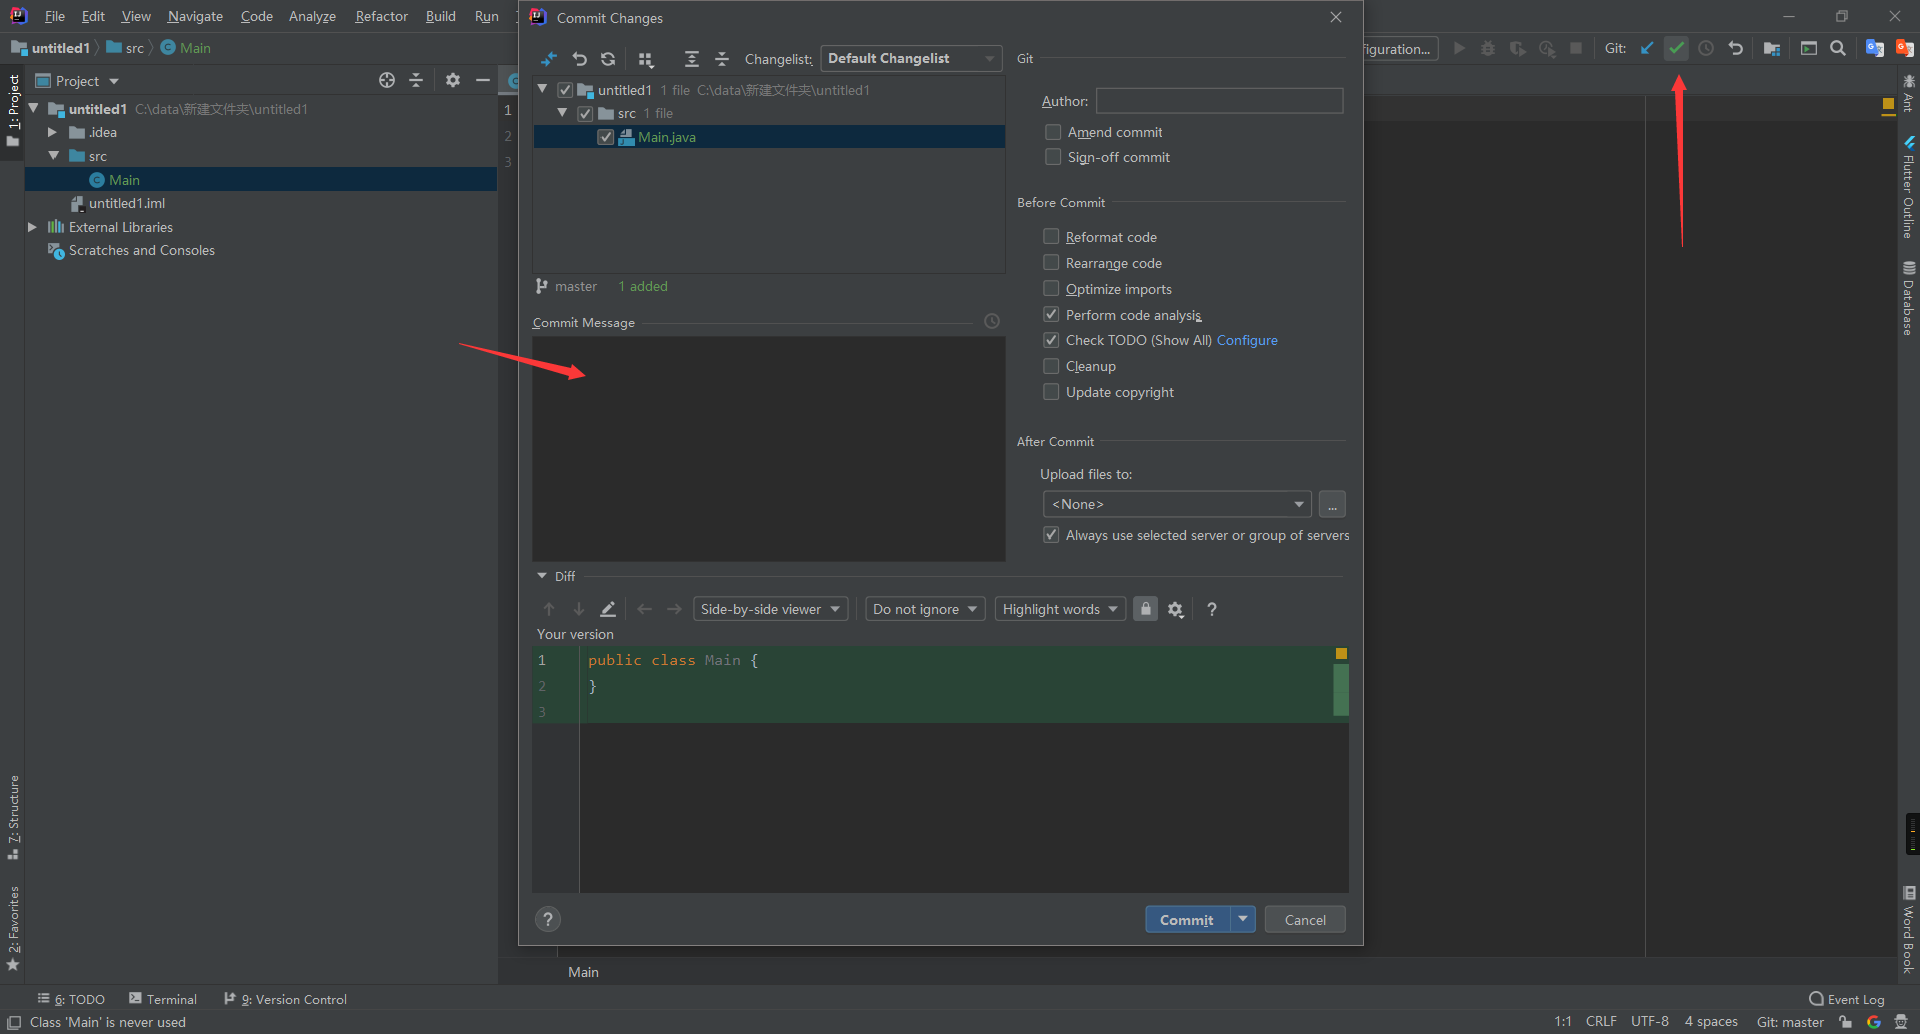 File Edit View Navigate Code Analyze Refactor Build Run
Commit Changes
untitled1 src Main
figuration...
Git:
Project
Changelist: Default Changelist
Git
untitled1 C:\data\新建文件夹\untitled1
.idea
src
Main
untitled1.iml
External Libraries
Scratches and Consoles
1: Project
7: Structure
2: Favorites
1
2
3
untitled1 1 file C:\data\新建文件夹\untitled1
src 1 file
Main.java
master 1 added
Commit Message
Author:
Amend commit
Sign-off commit
Before Commit
Reformat code
Rearrange code
Optimize imports
Perform code analysis
Check TODO (Show All) Configure
Cleanup
Update copyright
After Commit
Upload files to:
<None>
...
Always use selected server or group of servers
Diff
Side-by-side viewer Do not ignore Highlight words ?
Your version
1 public class Main {
2 }
3
? Commit Cancel
Main
Ant
Flutter Outline
Database
Word Book
6: TODO Terminal 9: Version Control
Event Log
Class 'Main' is never used
1:1 CRLF UTF-8 4 spaces Git: master